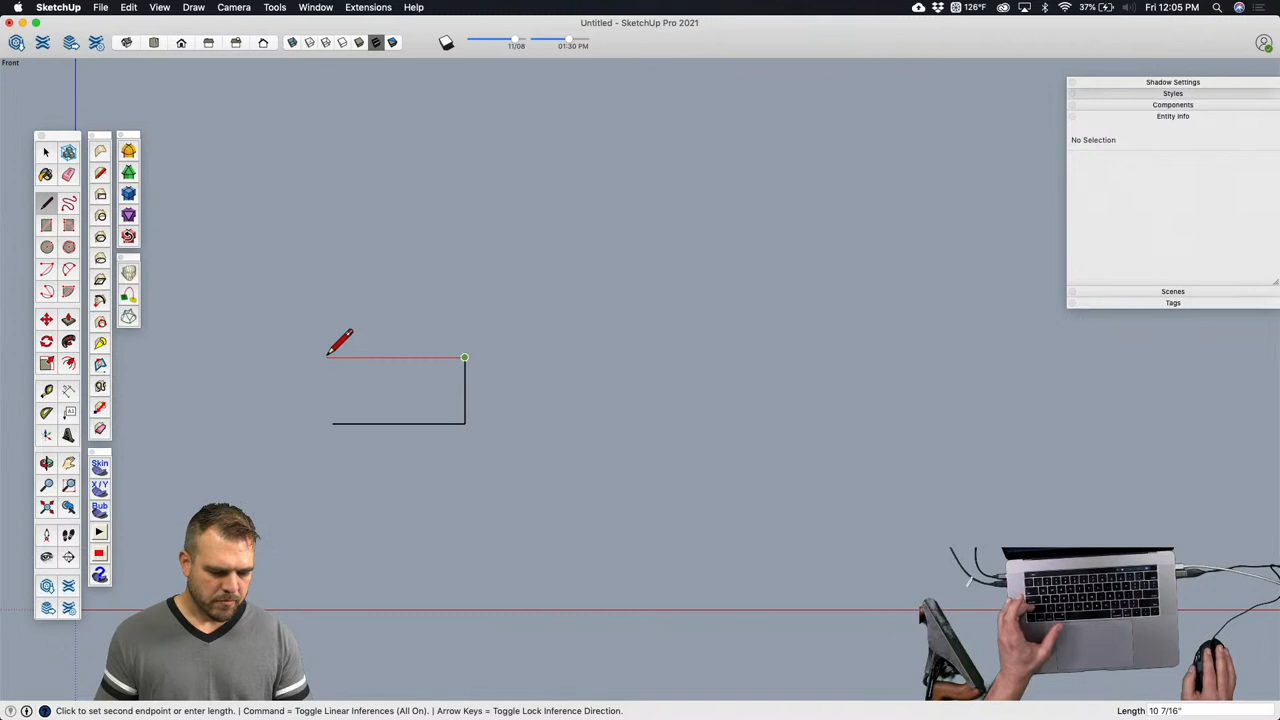 SketchUp File Edit View Draw Camera Tools Window Extensions Help
126°F 37% Fri 12:05 PM
Untitled - SketchUp Pro 2021
11/08 01:30 PM
Front
Shadow Settings
Styles
Components
Entity Info
No Selection
Scenes
Tags
A1
Skin
X/Y
Bub
Click to set second endpoint or enter length. | Command = Toggle Linear Inferences (All On). | Arrow Keys = Toggle Lock Inference Direction.
Length 10 7/16"